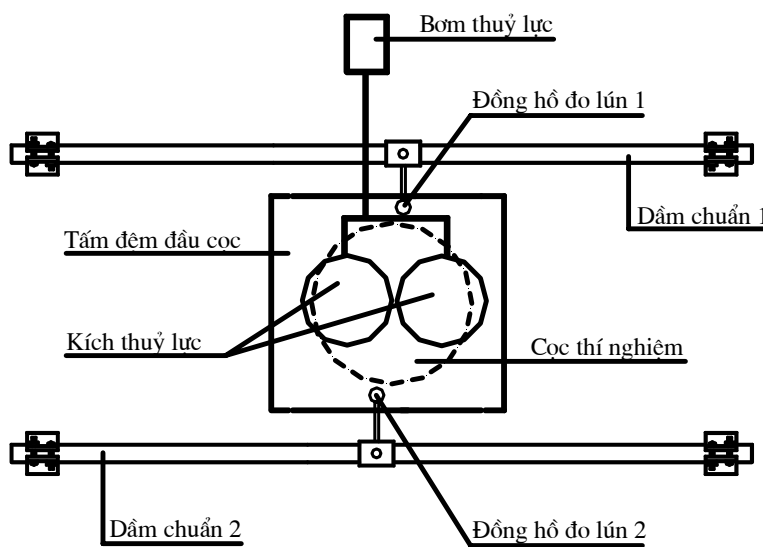 Bơm thuỷ lực
Đồng hồ đo lún 1
Dầm chuẩn 1
Tấm đệm đầu cọc
Kích thuỷ lực
Cọc thí nghiệm
Dầm chuẩn 2
Đồng hồ đo lún 2